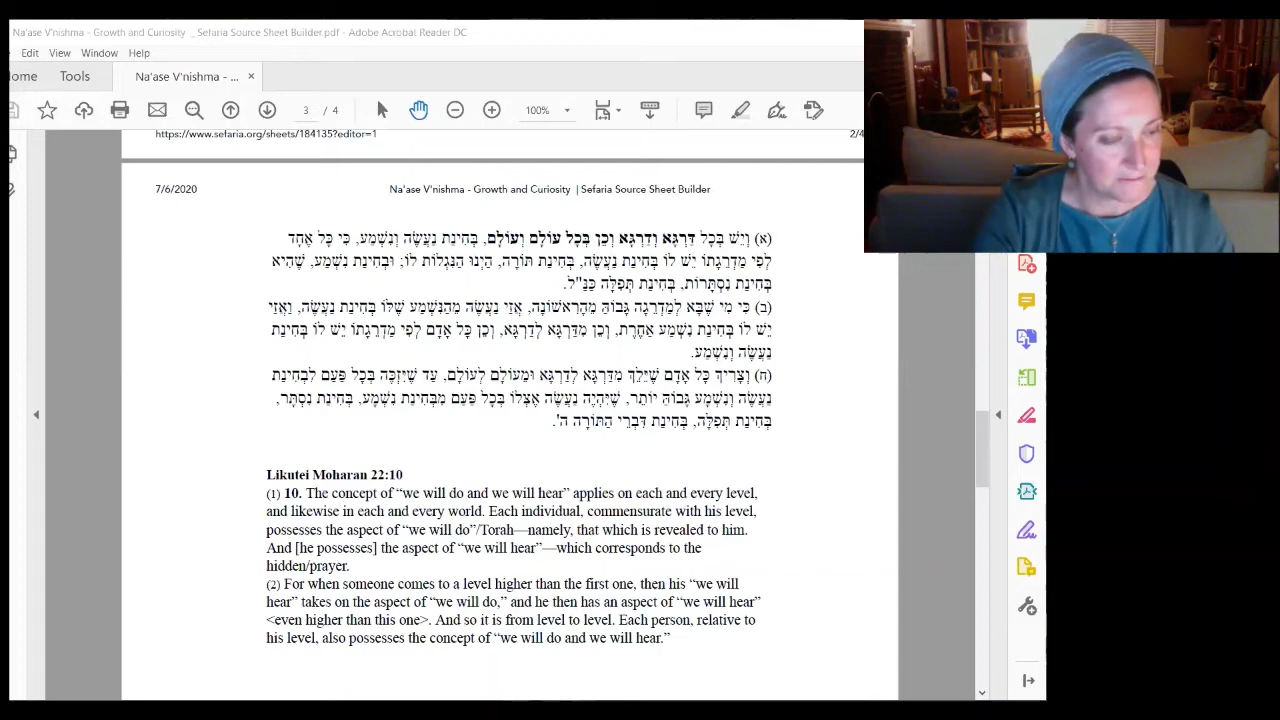 Na'ase V'nishma - Growth and Curiosity _ Sefaria Source Sheet Builder.pdf - Adobe Acrobat Reader DC
Edit View Window Help
ome Tools Na'ase V'nishma - ... ×
3 / 4 100%
https://www.sefaria.org/sheets/184135?editor=1 2/4
7/6/2020 Na'ase V'nishma - Growth and Curiosity | Sefaria Source Sheet Builder
(א) וְיֵשׁ בְּכָל דַּרְגָּא וְדַרְגָּא וְכֵן בְּכָל עוֹלָם וְעוֹלָם, בְּחִינַת נַעֲשֶׂה וְנִשְׁמַע, כִּי כָּל אֶחָד
לְפִי מַדְרֵגָתוֹ יֵשׁ לוֹ בְּחִינַת נַעֲשֶׂה, בְּחִינַת תּוֹרָה, הַיְנוּ הַנִּגְלוֹת לוֹ; וּבְחִינַת נִשְׁמַע, שֶׁהִיא
בְּחִינַת נִסְתָּרוֹת, בְּחִינַת תְּפִלָּה כַּנַּ"ל.
(ב) כִּי מִי שֶׁבָּא לְמַדְרֵגָה גָּבוֹהַּ מֵהָרִאשׁוֹנָה, אֲזַי נַעֲשֶׂה מֵהַנִּשְׁמַע שֶׁלּוֹ בְּחִינַת נַעֲשֶׂה, וַאֲזַי
יֵשׁ לוֹ בְּחִינַת נִשְׁמַע אַחֶרֶת, וְכֵן מִדַּרְגָּא לְדַרְגָּא, וְכֵן כָּל אָדָם לְפִי מַדְרֵגָתוֹ יֵשׁ לוֹ בְּחִינַת
נַעֲשֶׂה וְנִשְׁמַע.
(ח) וְצָרִיךְ כָּל אָדָם שֶׁיֵּלֵךְ מִדַּרְגָּא לְדַרְגָּא וּמֵעוֹלָם לְעוֹלָם, עַד שֶׁיִּזְכֶּה בְּכָל פַּעַם לִבְחִינַת
נַעֲשֶׂה וְנִשְׁמָע גָּבוֹהַּ יוֹתֵר, שֶׁיִּהְיֶה נַעֲשֶׂה אֶצְלוֹ בְּכָל פַּעַם מִבְּחִינַת נִשְׁמָע, בְּחִינַת נִסְתָּר,
בְּחִינַת תְּפִלָּה, בְּחִינַת דִּבְרֵי הַתּוֹרָה ה'.
Likutei Moharan 22:10
(1) 10. The concept of “we will do and we will hear” applies on each and every level,
and likewise in each and every world. Each individual, commensurate with his level,
possesses the aspect of “we will do”/Torah—namely, that which is revealed to him.
And [he possesses] the aspect of “we will hear”—which corresponds to the
hidden/prayer.
(2) For when someone comes to a level higher than the first one, then his “we will
hear” takes on the aspect of “we will do,” and he then has an aspect of “we will hear”
<even higher than this one>. And so it is from level to level. Each person, relative to
his level, also possesses the concept of “we will do and we will hear.”